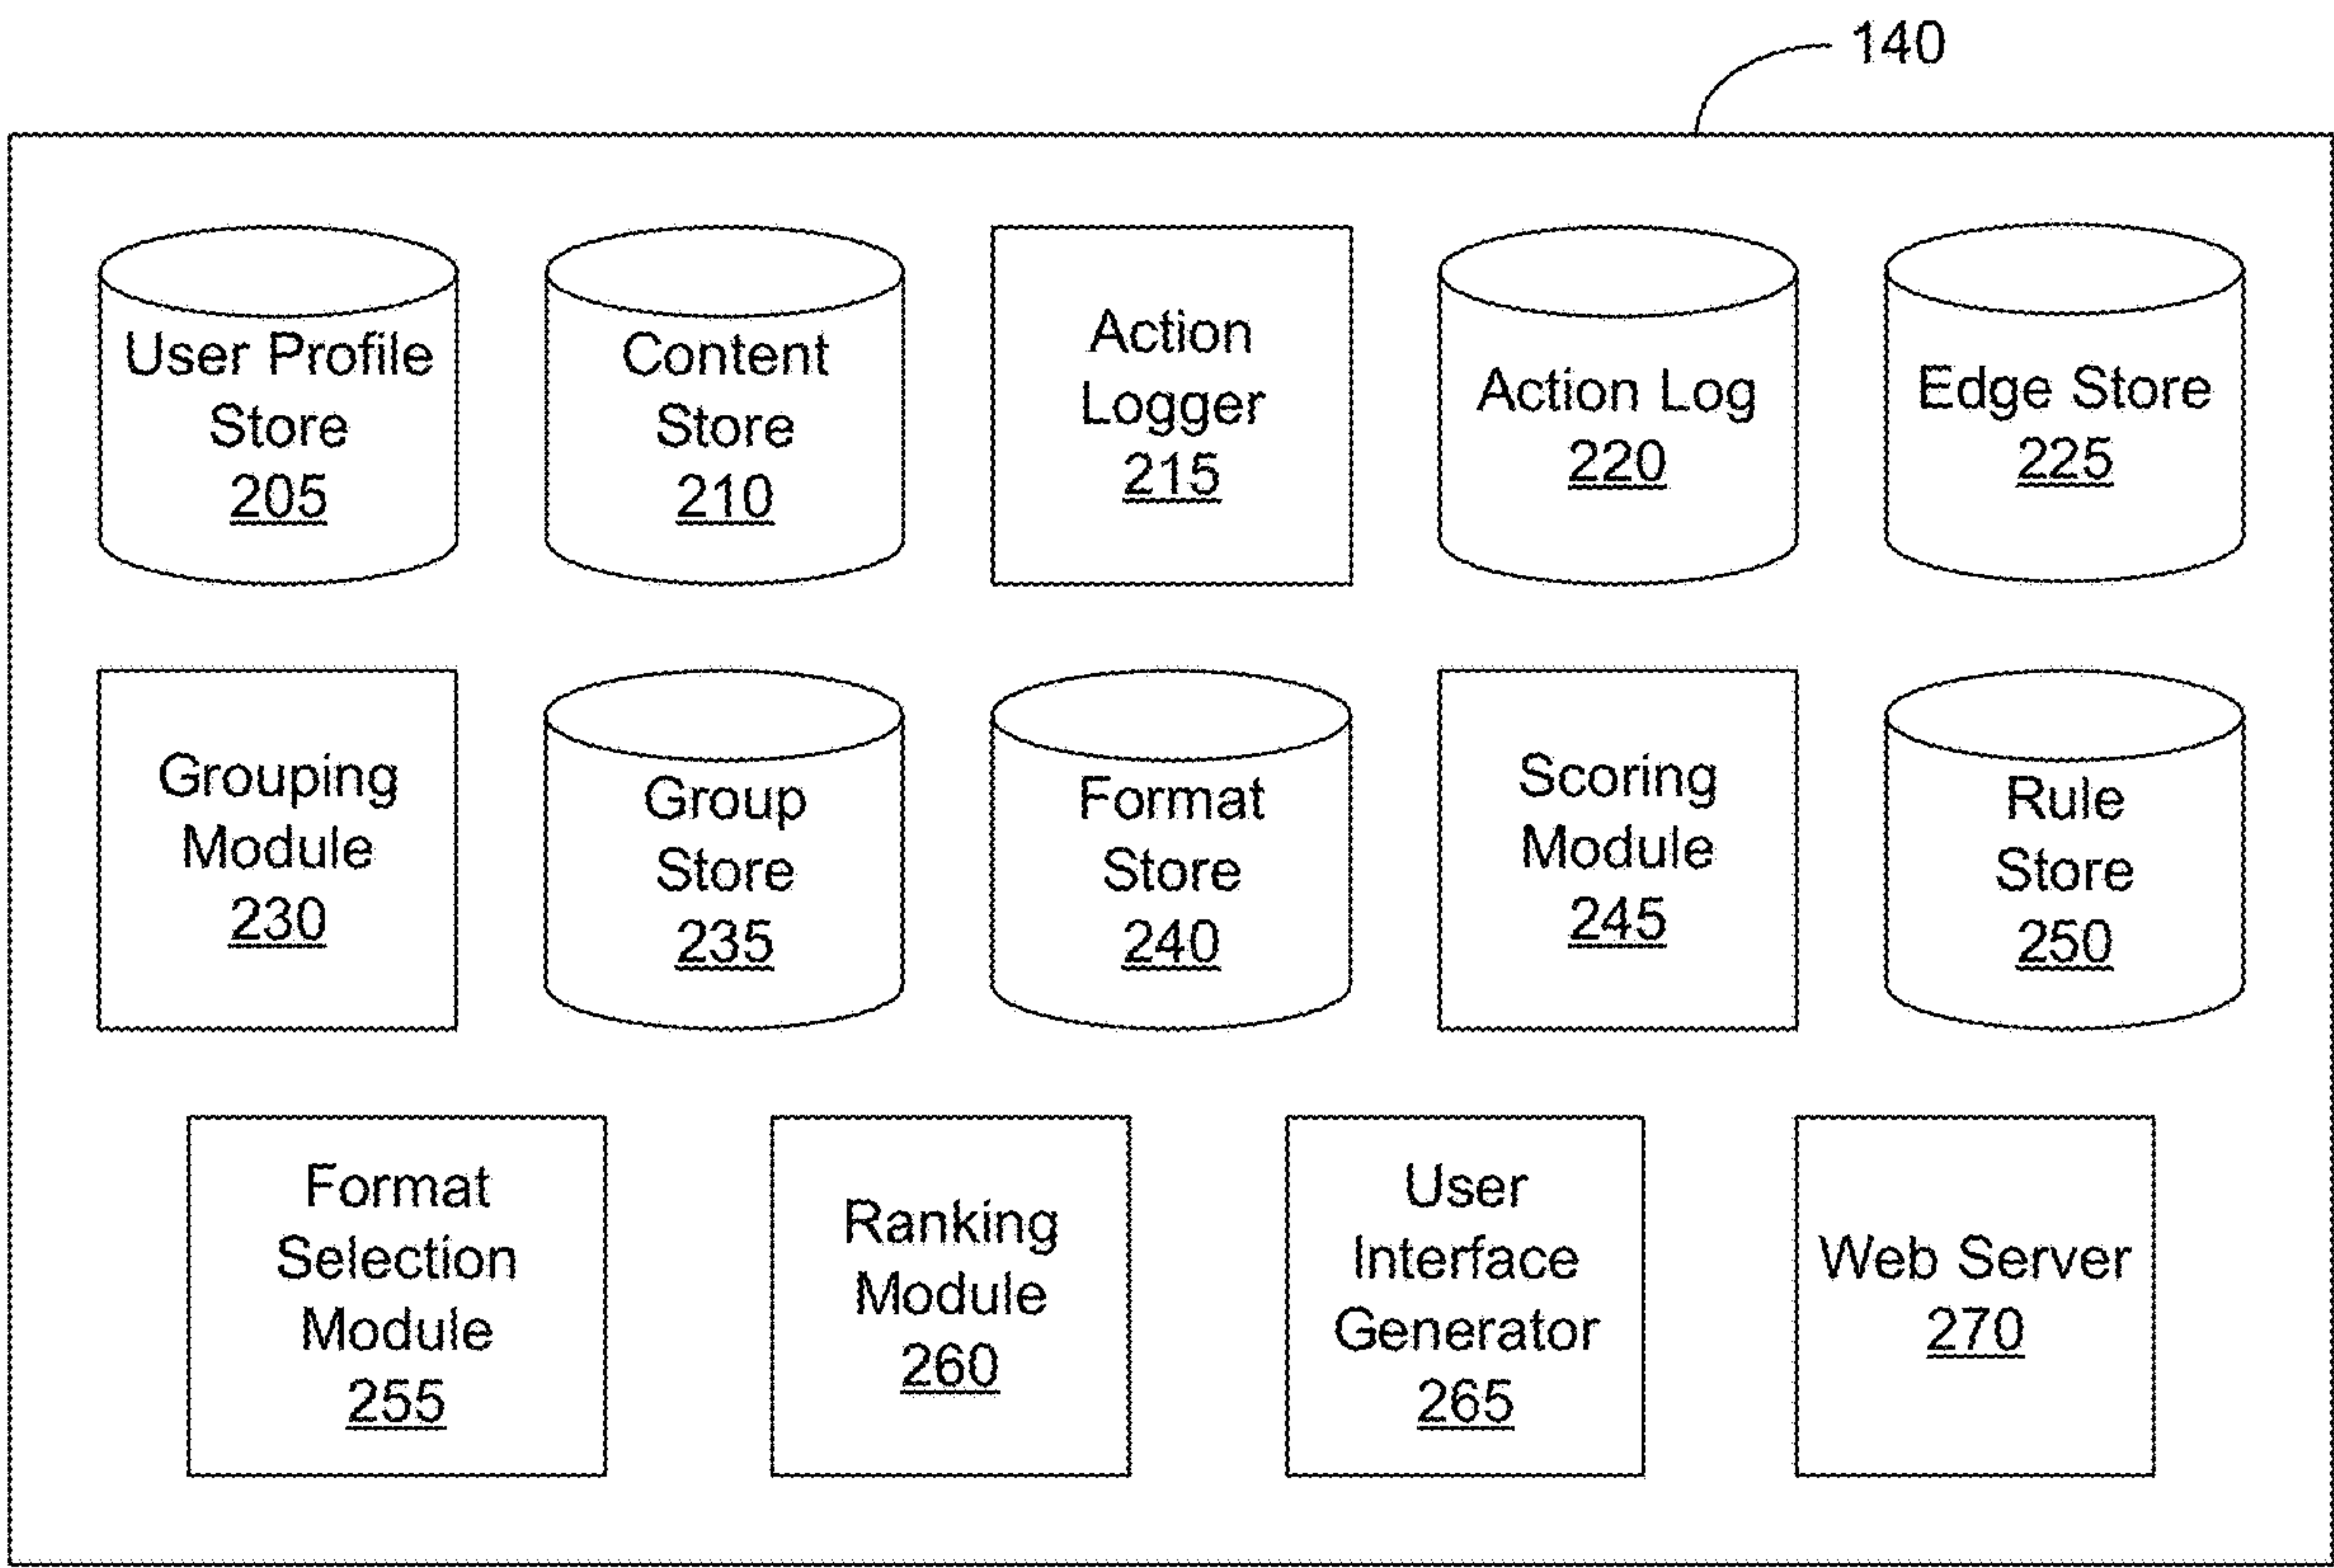 140
User Profile
Store
205
Content
Store
210
Action
Logger
215
Action Log
220
Edge Store
225
Grouping
Module
230
Group
Store
235
Format
Store
240
Scoring
Module
245
Rule
Store
250
Format
Selection
Module
255
Ranking
Module
260
User
Interface
Generator
265
Web Server
270